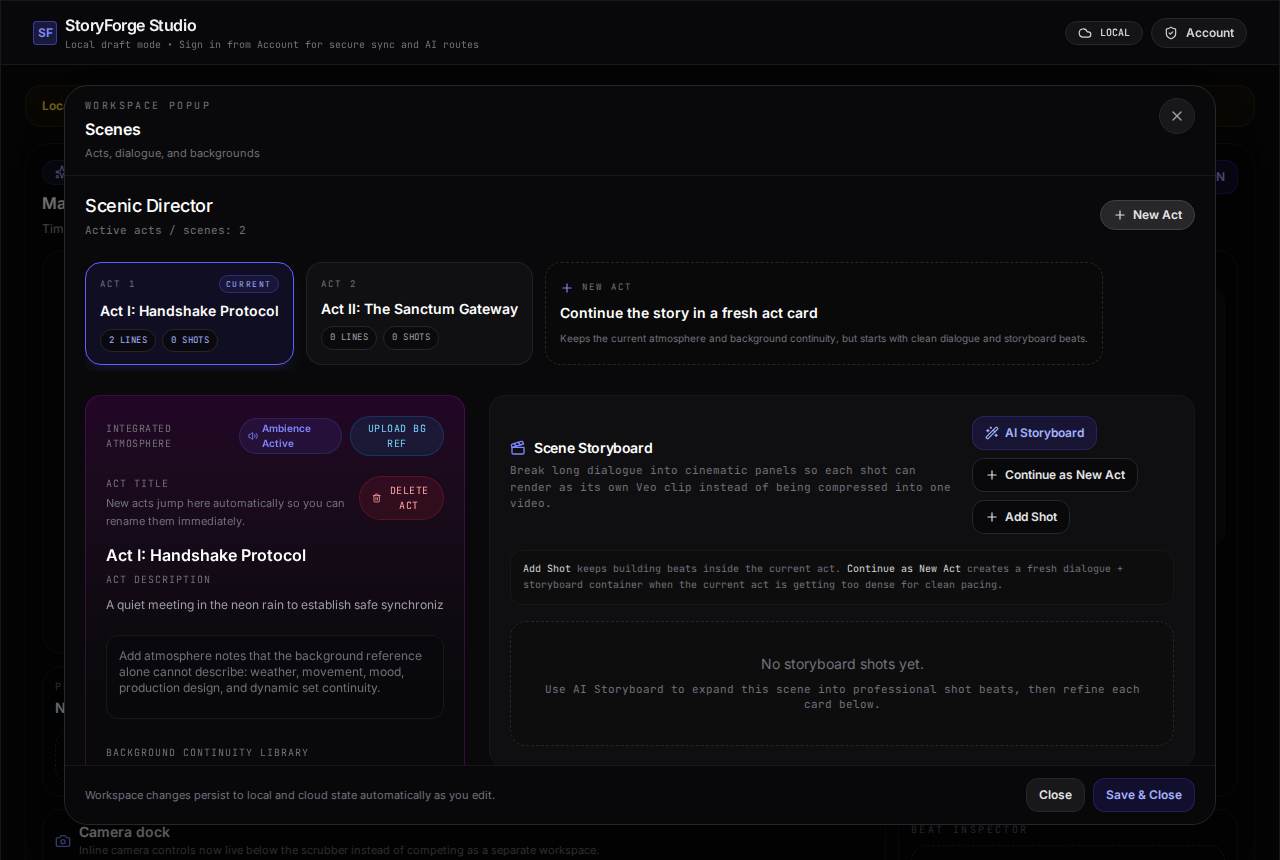 SF
StoryForge Studio
Local draft mode • Sign in from Account for secure sync and AI routes
LOCAL
Account
Loc
WORKSPACE POPUP
Scenes
Acts, dialogue, and backgrounds
Ma
N
Tim
Scenic Director
Active acts / scenes: 2
New Act
ACT 1
CURRENT
Act I: Handshake Protocol
2 LINES
0 SHOTS
ACT 2
Act II: The Sanctum Gateway
0 LINES
0 SHOTS
NEW ACT
Continue the story in a fresh act card
Keeps the current atmosphere and background continuity, but starts with clean dialogue and storyboard beats.
INTEGRATED
ATMOSPHERE
Ambience
Active
UPLOAD BG
REF
ACT TITLE
New acts jump here automatically so you can
rename them immediately.
DELETE
ACT
Act I: Handshake Protocol
ACT DESCRIPTION
A quiet meeting in the neon rain to establish safe synchroniz
Add atmosphere notes that the background reference
alone cannot describe: weather, movement, mood,
production design, and dynamic set continuity.
BACKGROUND CONTINUITY LIBRARY
Scene Storyboard
Break long dialogue into cinematic panels so each shot can
render as its own Veo clip instead of being compressed into one
video.
AI Storyboard
Continue as New Act
Add Shot
Add Shot keeps building beats inside the current act. Continue as New Act creates a fresh dialogue +
storyboard container when the current act is getting too dense for clean pacing.
No storyboard shots yet.
Use AI Storyboard to expand this scene into professional shot beats, then refine each
card below.
P
N
Workspace changes persist to local and cloud state automatically as you edit.
Close
Save & Close
Camera dock
Inline camera controls now live below the scrubber instead of competing as a separate workspace.
BEAT INSPECTOR